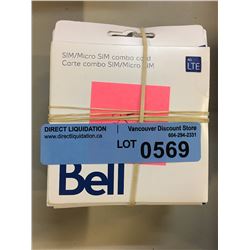 SIM/Micro SIM combo card
Carte combo SIM/Micro SIM
4G
LTE
DIRECT LIQUIDATION
www.directliquidation.ca
Vancouver Discount Store
604-294-2331
LOT 0569
Bell